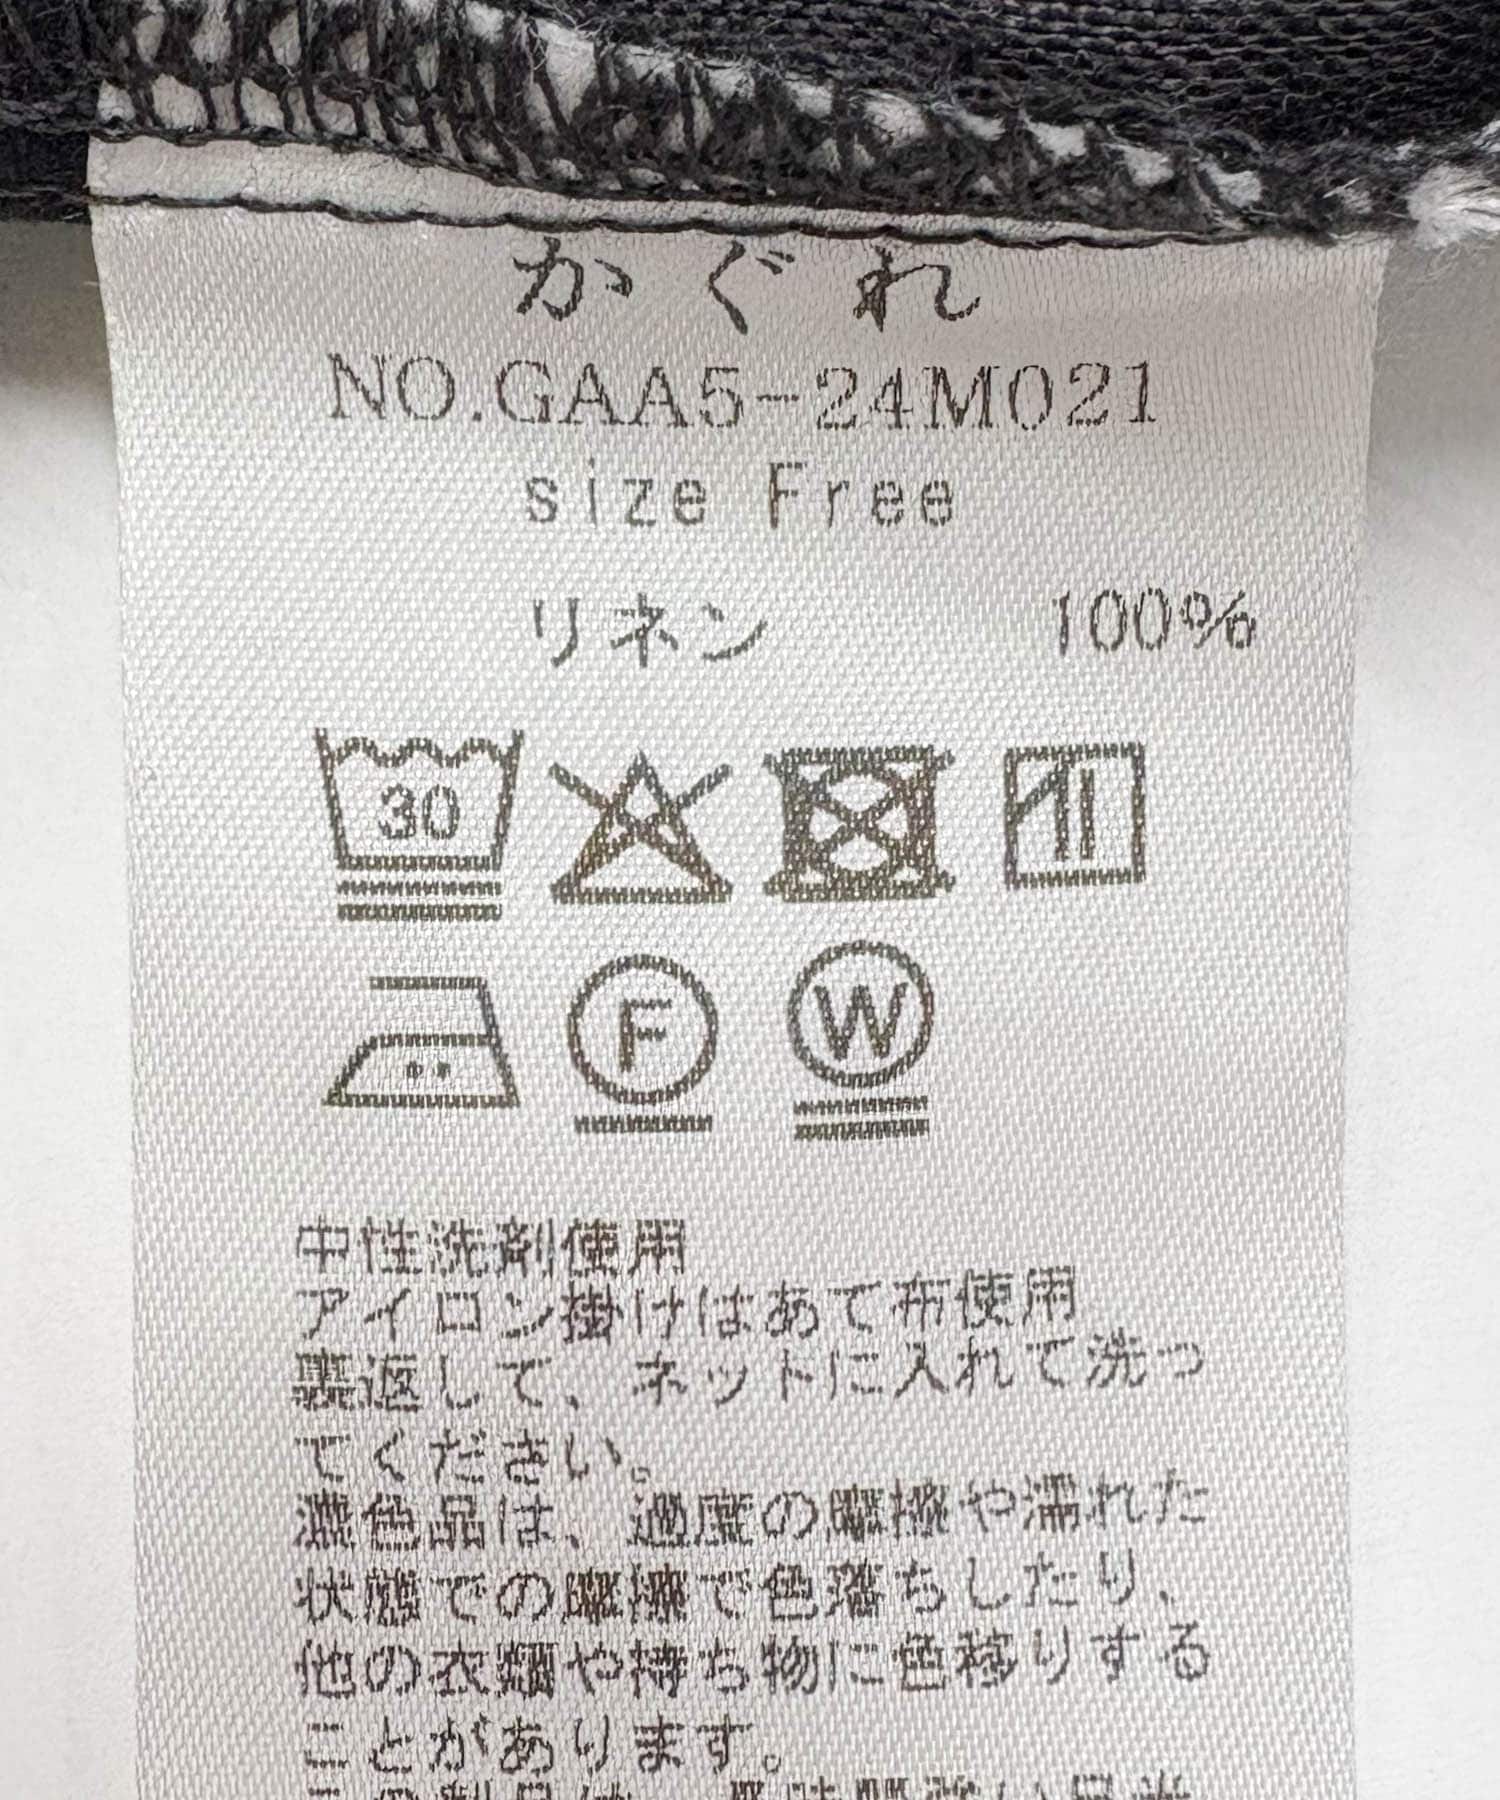 かぐれ
NO.GAA5-24M021
size Free
リネン 100%
30
F W
中性洗剤使用
アイロン掛けはあて布使用
裏返して、ネットに入れて洗っ
てください。
濃色品は、過度の摩擦や濡れた
状態での摩擦で色落ちしたり、
他の衣類や持ち物に色移りする
ことがあります。